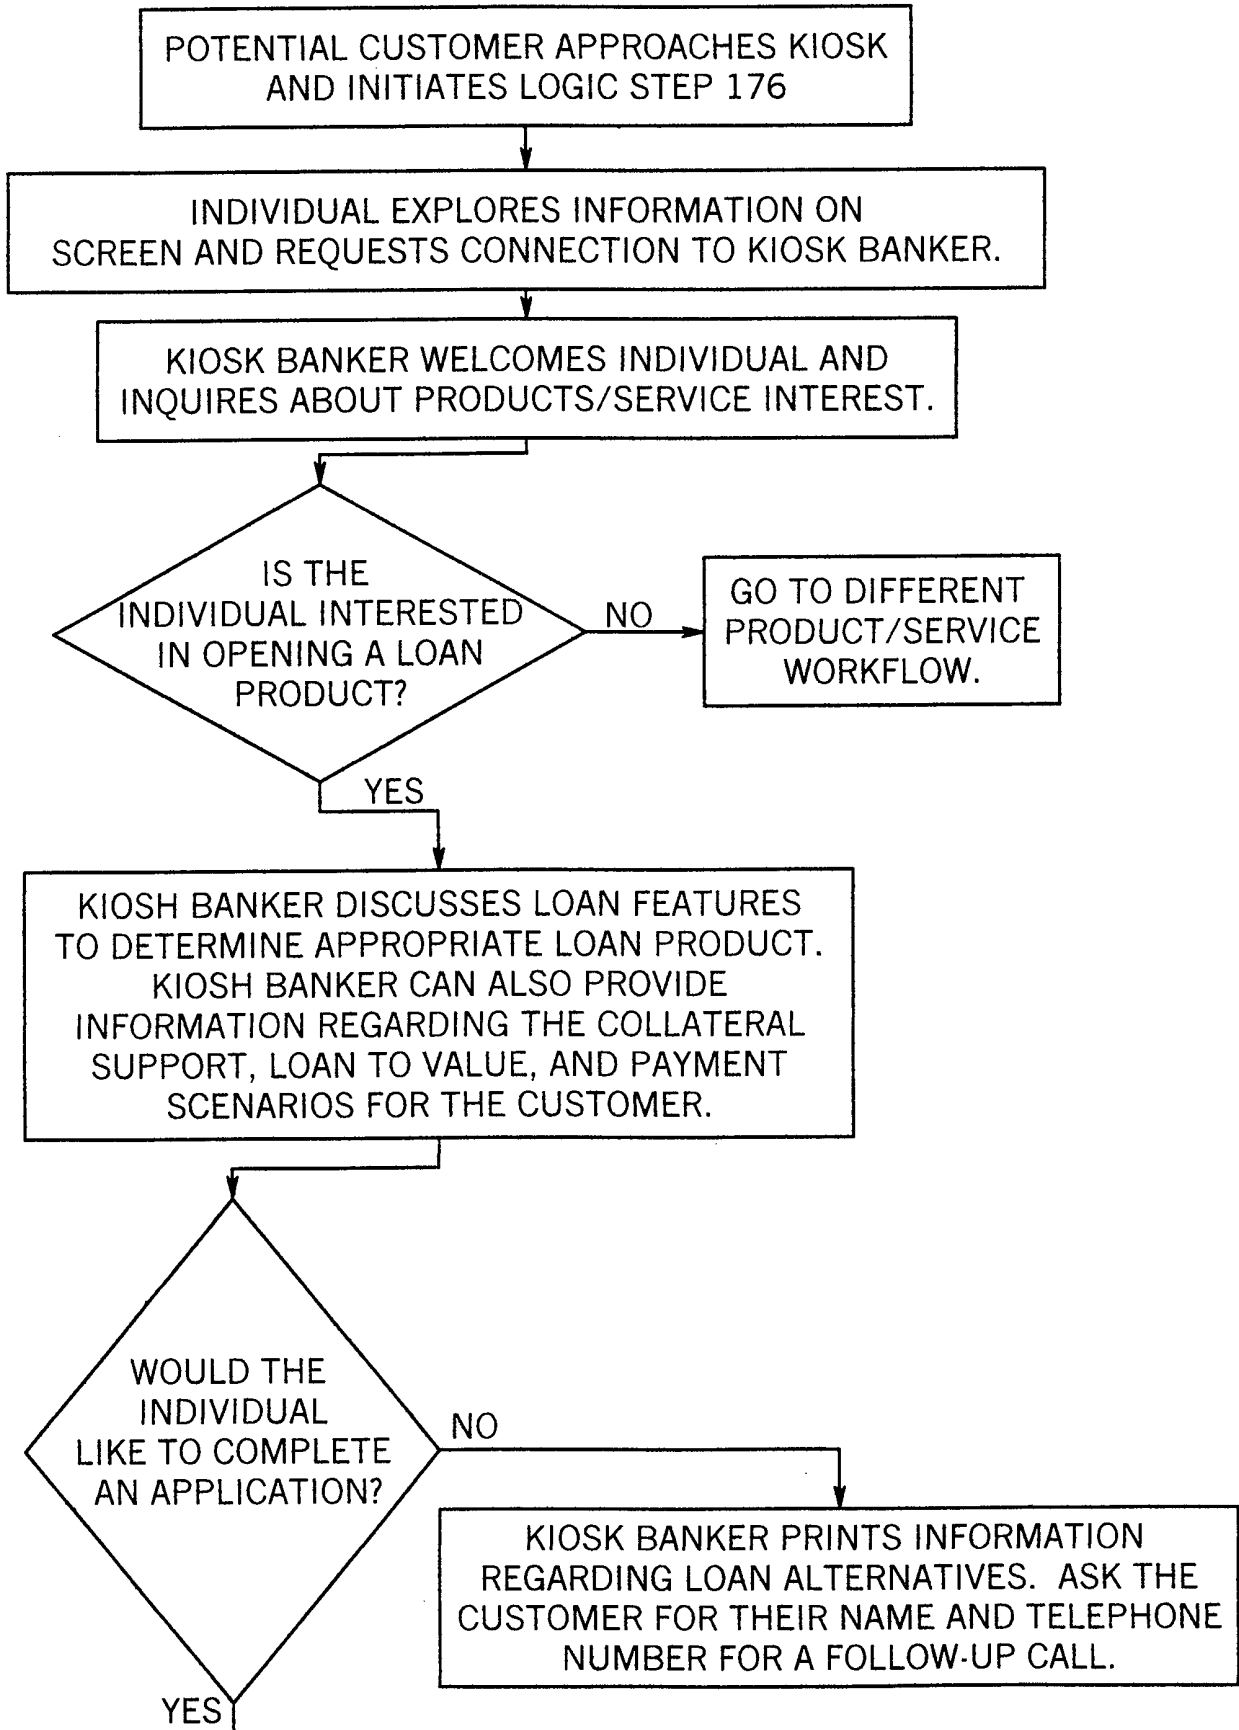 POTENTIAL CUSTOMER APPROACHES KIOSK
AND INITIATES LOGIC STEP 176
INDIVIDUAL EXPLORES INFORMATION ON
SCREEN AND REQUESTS CONNECTION TO KIOSK BANKER.
KIOSK BANKER WELCOMES INDIVIDUAL AND
INQUIRES ABOUT PRODUCTS/SERVICE INTEREST.
IS THE
INDIVIDUAL INTERESTED
IN OPENING A LOAN
PRODUCT?
NO
GO TO DIFFERENT
PRODUCT/SERVICE
WORKFLOW.
YES
KIOSH BANKER DISCUSSES LOAN FEATURES
TO DETERMINE APPROPRIATE LOAN PRODUCT.
KIOSH BANKER CAN ALSO PROVIDE
INFORMATION REGARDING THE COLLATERAL
SUPPORT, LOAN TO VALUE, AND PAYMENT
SCENARIOS FOR THE CUSTOMER.
WOULD THE
INDIVIDUAL
LIKE TO COMPLETE
AN APPLICATION?
NO
KIOSK BANKER PRINTS INFORMATION
REGARDING LOAN ALTERNATIVES. ASK THE
CUSTOMER FOR THEIR NAME AND TELEPHONE
NUMBER FOR A FOLLOW-UP CALL.
YES